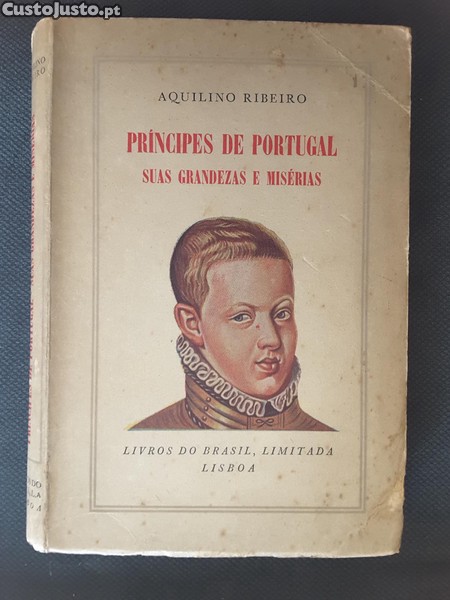 CustoJusto.pt
AQUILINO RIBEIRO
PRÍNCIPES DE PORTUGAL
SUAS GRANDEZAS E MISÉRIAS
LIVROS DO BRASIL, LIMITADA
LISBOA